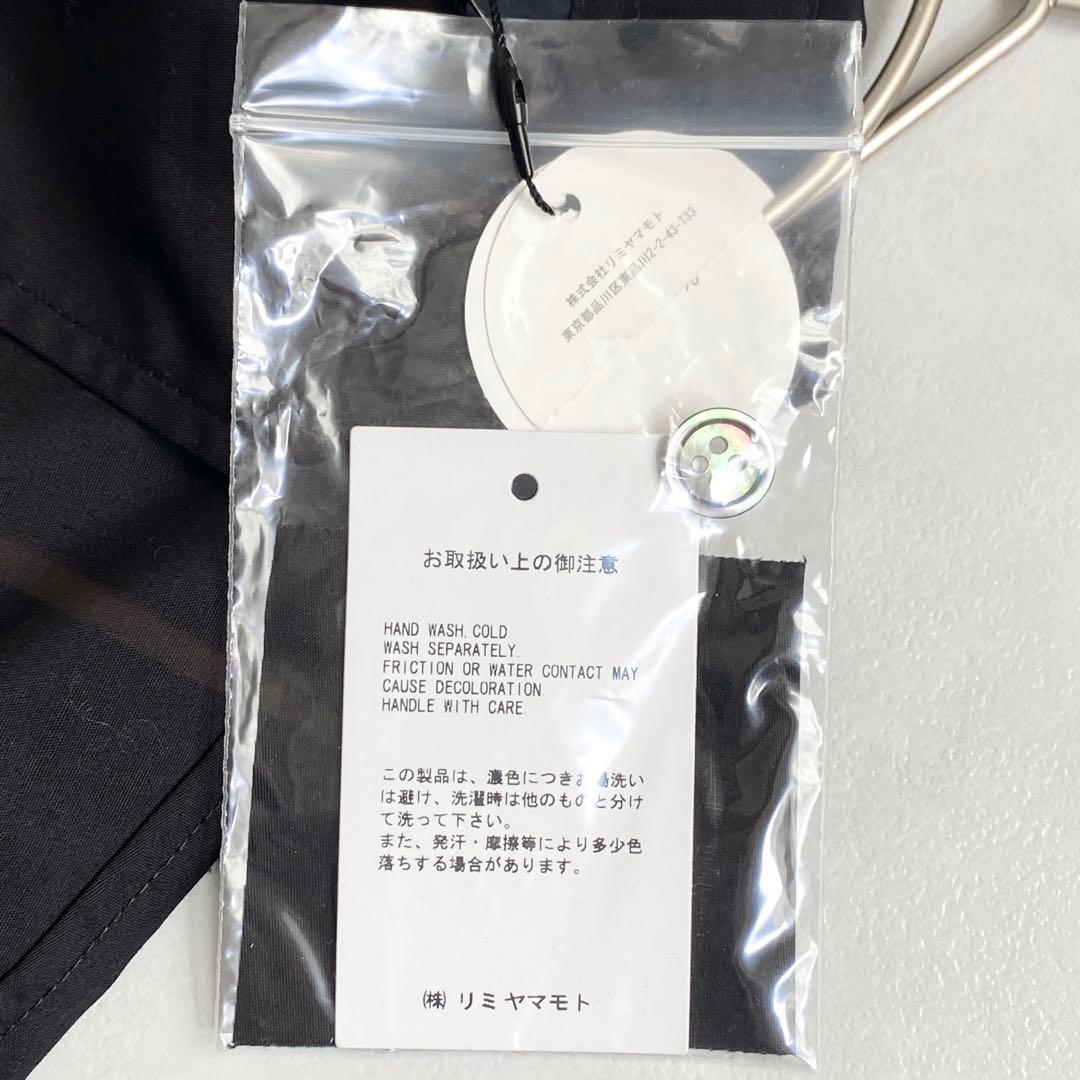 株式会社リミヤマモト
東京都品川区東品川2-2-43-T33
お取扱い上の御注意
HAND WASH, COLD
WASH SEPARATELY.
FRICTION OR WATER CONTACT MAY
CAUSE DECOLORATION.
HANDLE WITH CARE.
この製品は、濃色につきお湯洗い
は避け、洗濯時は他のものと分け
て洗って下さい。
また、発汗・摩擦等により多少色
落ちする場合があります。
㈱ リミヤマモト